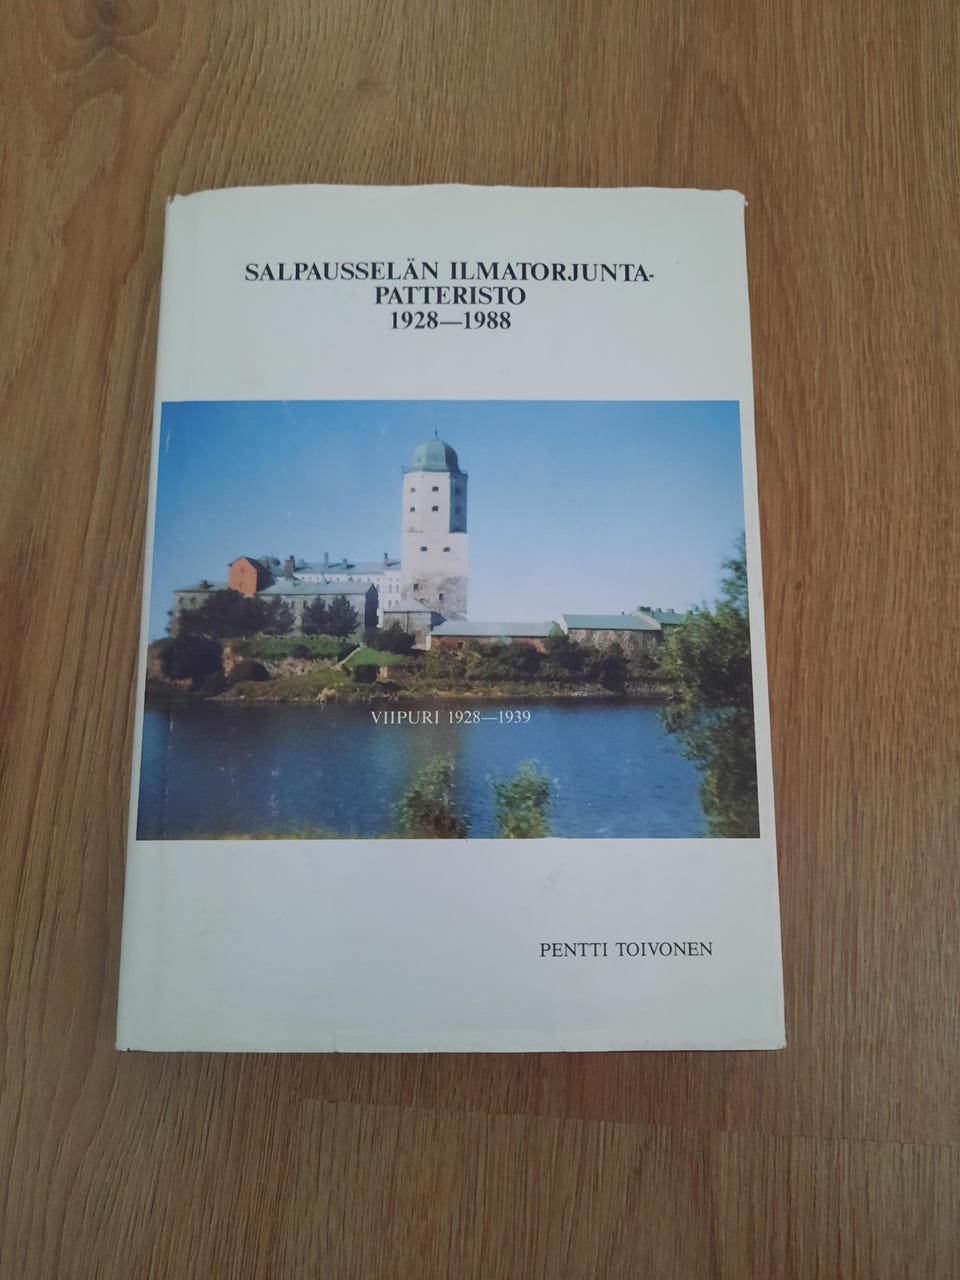 SALPAUSSELÄN ILMATORJUNTA-
PATTERISTO
1928—1988
VIIPURI 1928—1939
PENTTI TOIVONEN